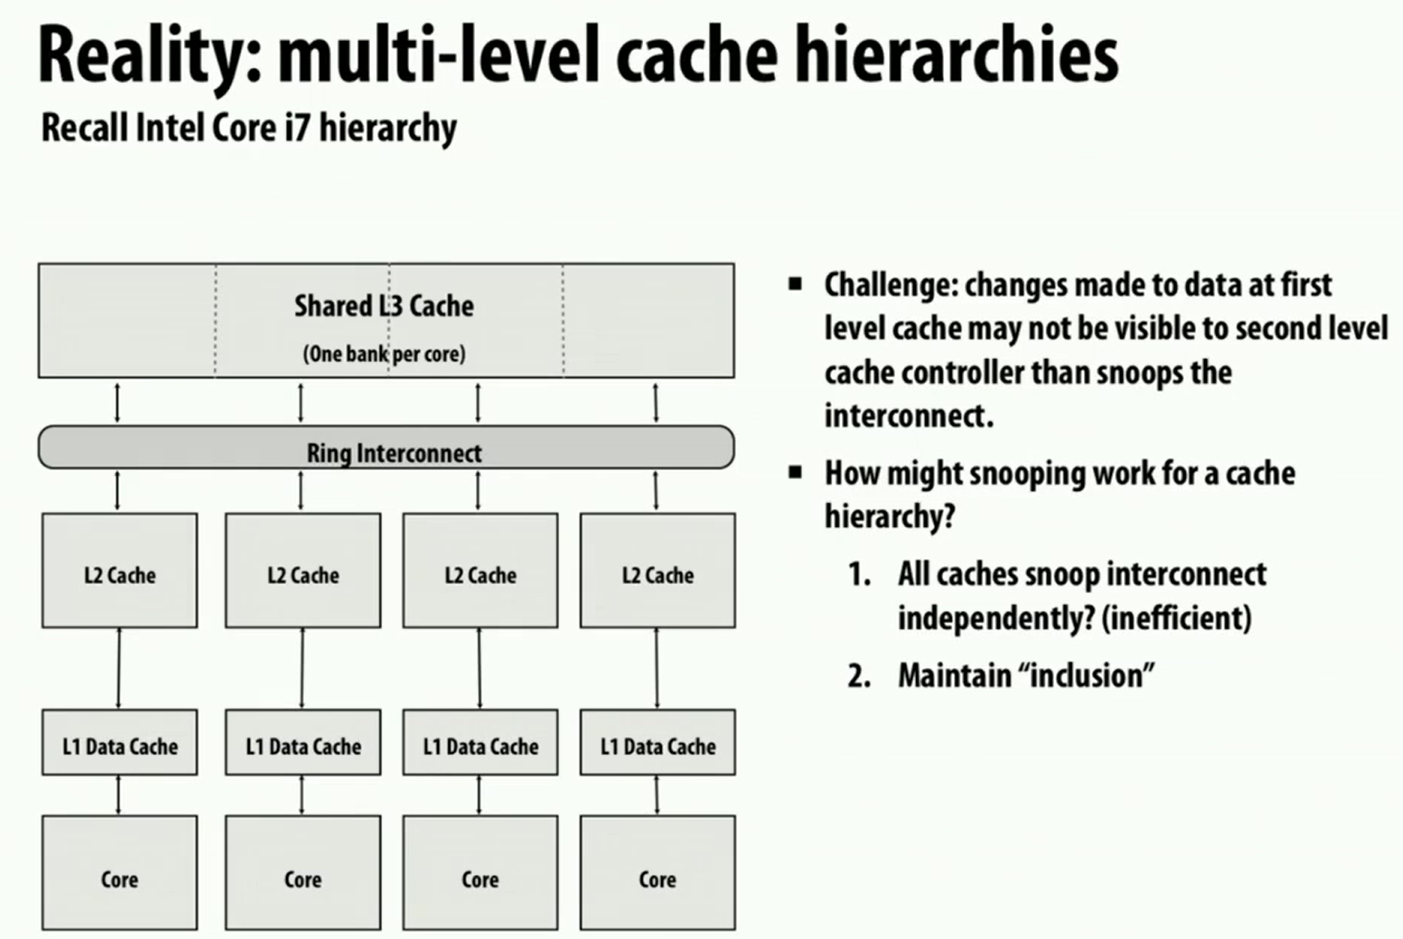 Reality: multi-level cache hierarchies
Recall Intel Core i7 hierarchy
Shared L3 Cache
(One bank per core)
Ring Interconnect
L2 Cache L2 Cache L2 Cache L2 Cache
L1 Data Cache L1 Data Cache L1 Data Cache L1 Data Cache
Core Core Core Core
▪ Challenge: changes made to data at first
level cache may not be visible to second level
cache controller than snoops the
interconnect.
▪ How might snooping work for a cache
hierarchy?
1. All caches snoop interconnect
independently? (inefficient)
2. Maintain “inclusion”